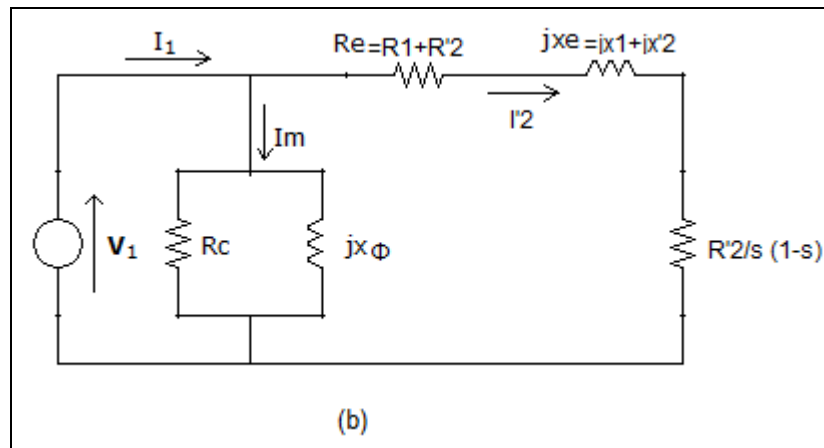 I₁
Re=R1+R'2
jxe=jx1+jx'2
I'2
Im
V₁
Rc
jxΦ
R'2/s (1-s)
(b)